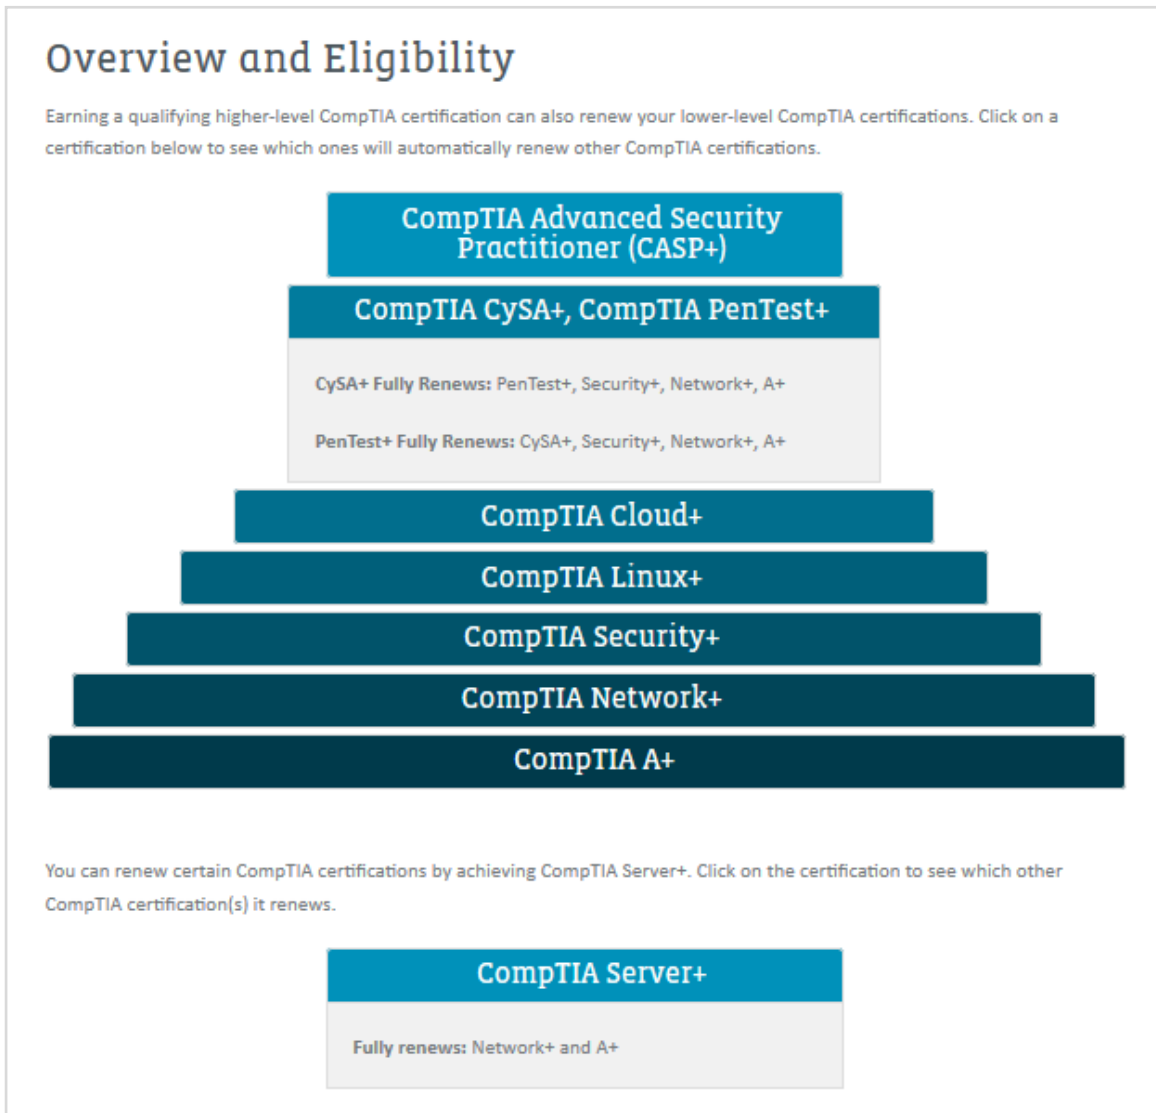 Overview and Eligibility
Earning a qualifying higher-level CompTIA certification can also renew your lower-level CompTIA certifications. Click on a
certification below to see which ones will automatically renew other CompTIA certifications.
CompTIA Advanced Security
Practitioner (CASP+)
CompTIA CySA+, CompTIA PenTest+
CySA+ Fully Renews: PenTest+, Security+, Network+, A+
PenTest+ Fully Renews: CySA+, Security+, Network+, A+
CompTIA Cloud+
CompTIA Linux+
CompTIA Security+
CompTIA Network+
CompTIA A+
You can renew certain CompTIA certifications by achieving CompTIA Server+. Click on the certification to see which other
CompTIA certification(s) it renews.
CompTIA Server+
Fully renews: Network+ and A+